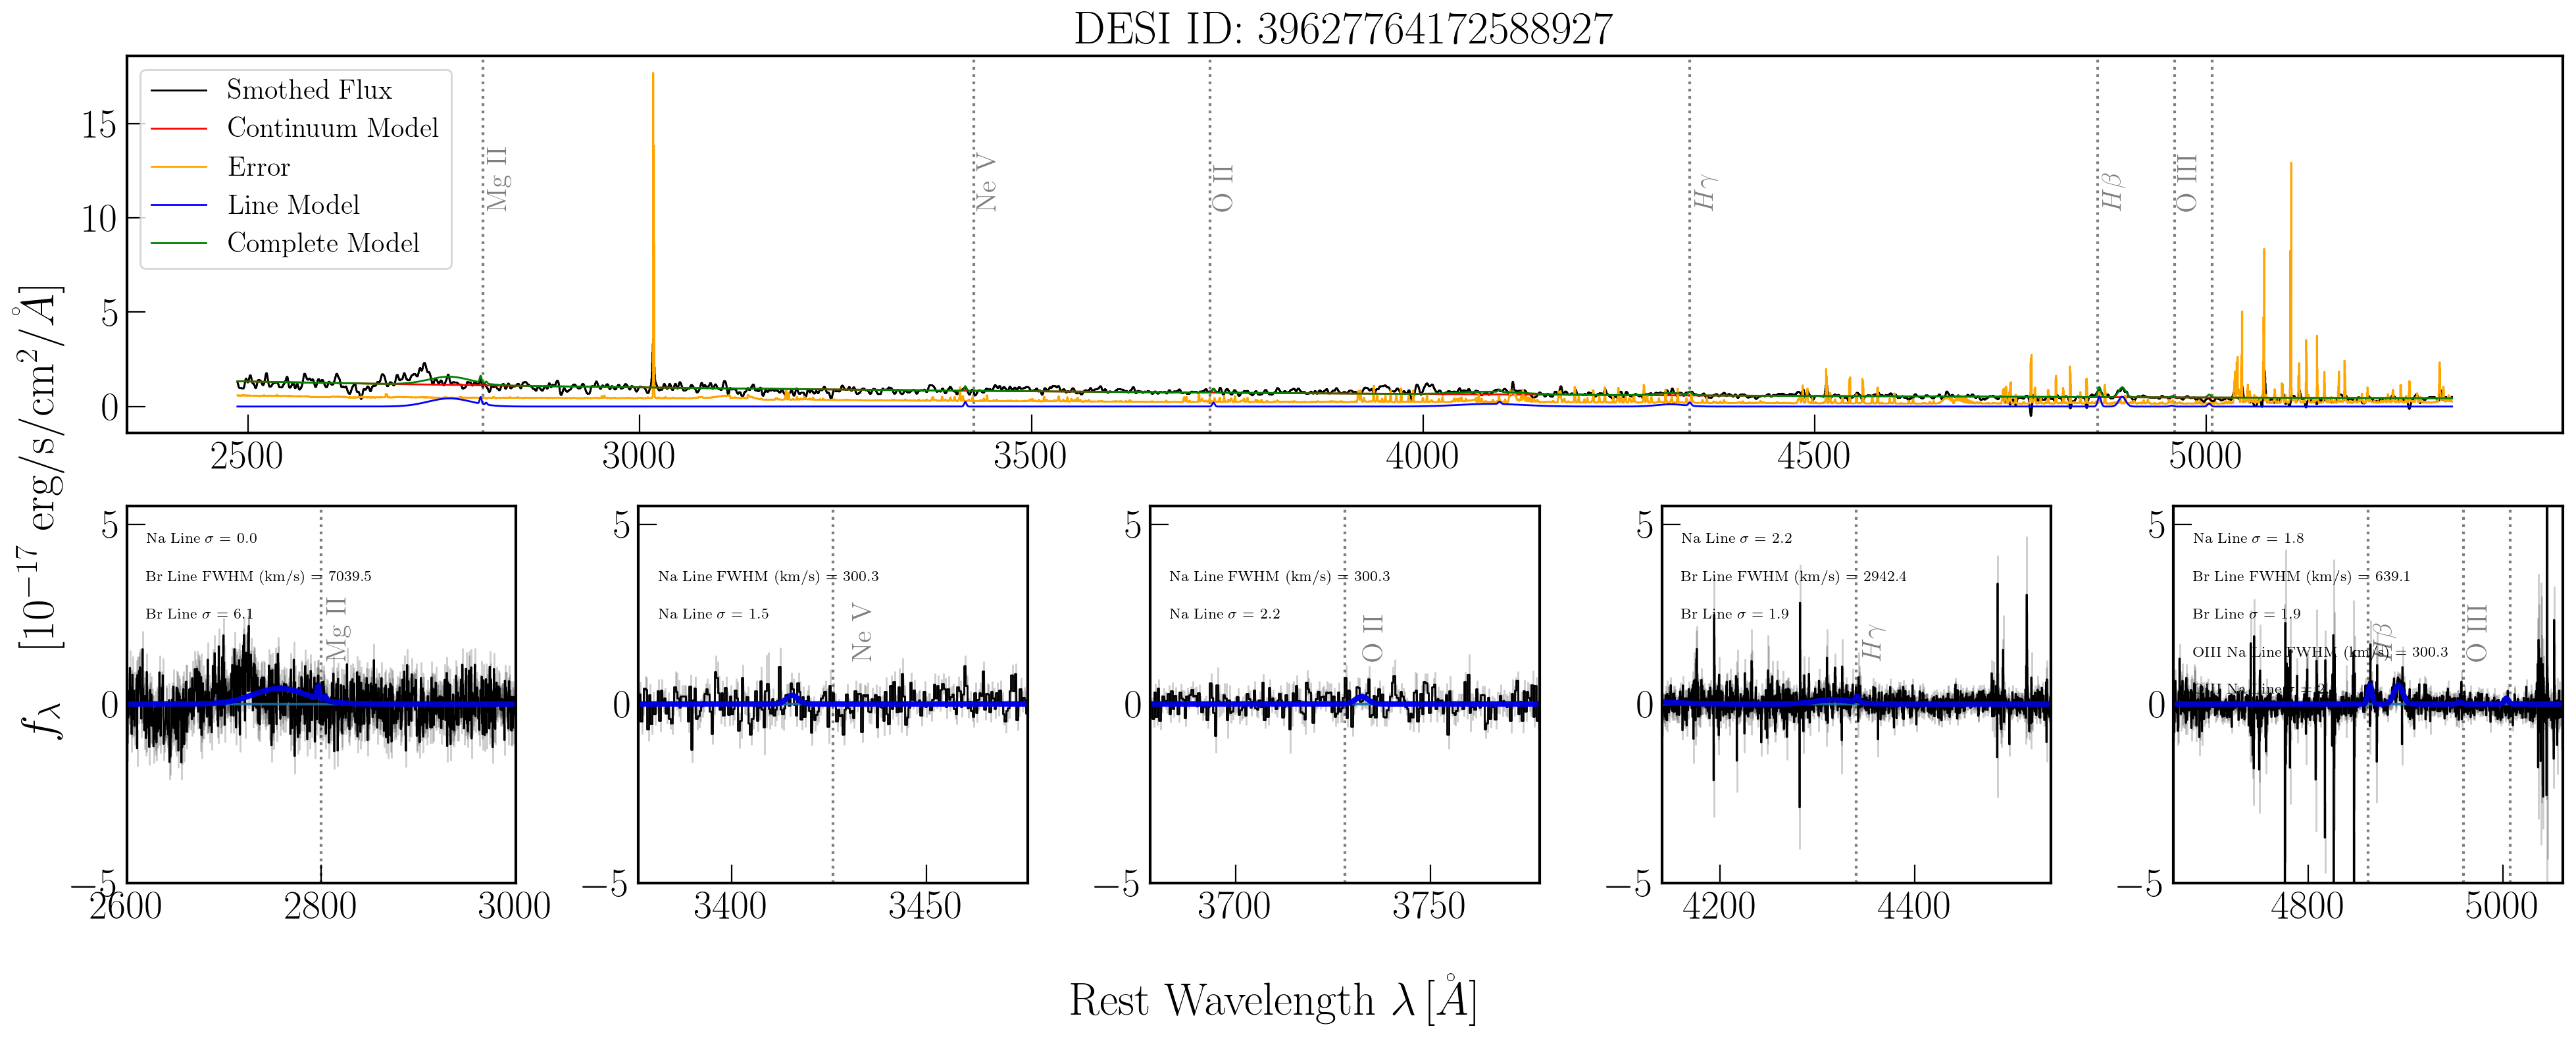 DESI ID: 39627764172588927
Smothed Flux
Continuum Model
Error
Line Model
Complete Model
Mg II
Ne V
O II
Hγ
Hβ
O III
15
10
5
0
2500
3000
3500
4000
4500
5000
f_λ [10^{-17} erg/s/cm^2/Å]
Na Line σ = 0.0
Br Line FWHM (km/s) = 7039.5
Br Line σ = 6.1
Mg II
5
0
−5
2600
2800
3000
Na Line FWHM (km/s) = 300.3
Na Line σ = 1.5
Ne V
5
0
−5
3400
3450
Na Line FWHM (km/s) = 300.3
Na Line σ = 2.2
O II
5
0
−5
3700
3750
Na Line σ = 2.2
Br Line FWHM (km/s) = 2942.4
Br Line σ = 1.9
Hγ
5
0
−5
4200
4400
Na Line σ = 1.8
Br Line FWHM (km/s) = 639.1
Br Line σ = 1.9
OIII Na Line FWHM (km/s) = 300.3
OIII Na Line σ =
Hβ
O III
5
0
−5
4800
5000
Rest Wavelength λ [Å]